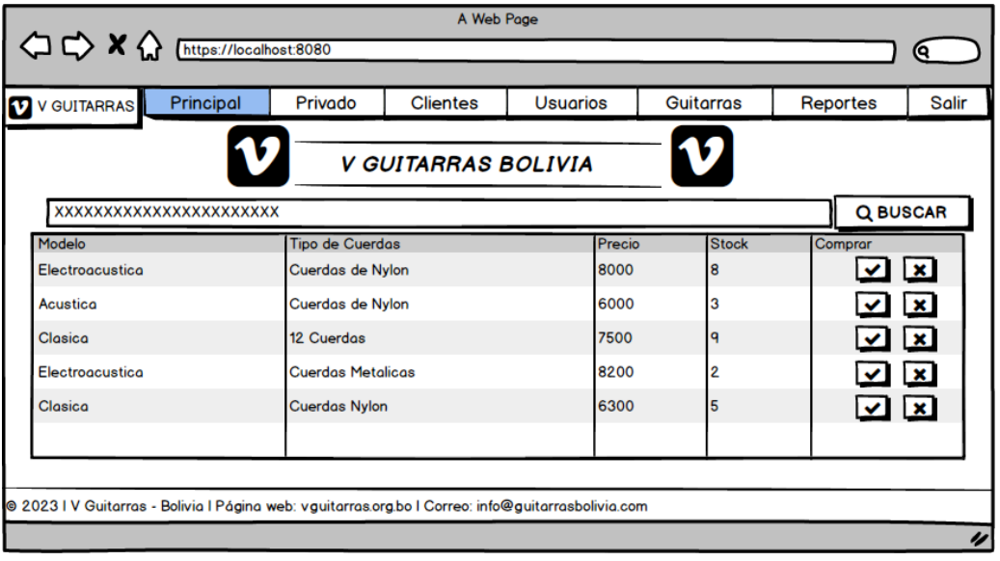 A Web Page
https://localhost:8080
V GUITARRAS Principal Privado Clientes Usuarios Guitarras Reportes Salir
V GUITARRAS BOLIVIA
XXXXXXXXXXXXXXXXXXXXXXX BUSCAR
Modelo Tipo de Cuerdas Precio Stock Comprar
Electroacustica Cuerdas de Nylon 8000 8
Acustica Cuerdas de Nylon 6000 3
Clasica 12 Cuerdas 7500 9
Electroacustica Cuerdas Metalicas 8200 2
Clasica Cuerdas Nylon 6300 5
© 2023 | V Guitarras - Bolivia | Página web: vguitarras.org.bo | Correo: info@guitarrasbolivia.com